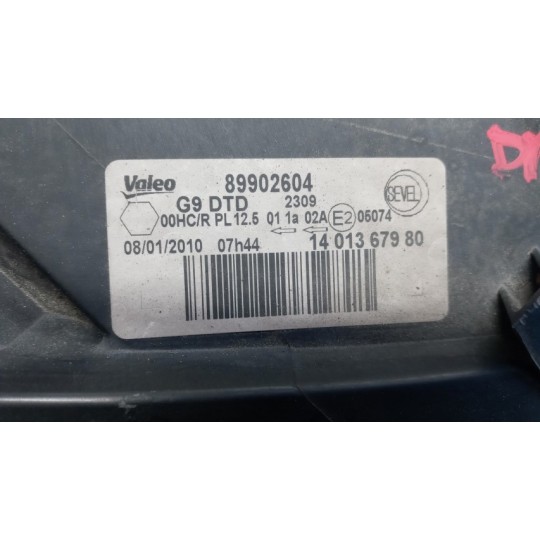 Valeo 89902604 SEVEL
G9 DTD 2309
00HC/R PL12.5 01 1a 02A E2 05074
08/01/2010 07h44 14 013 679 80